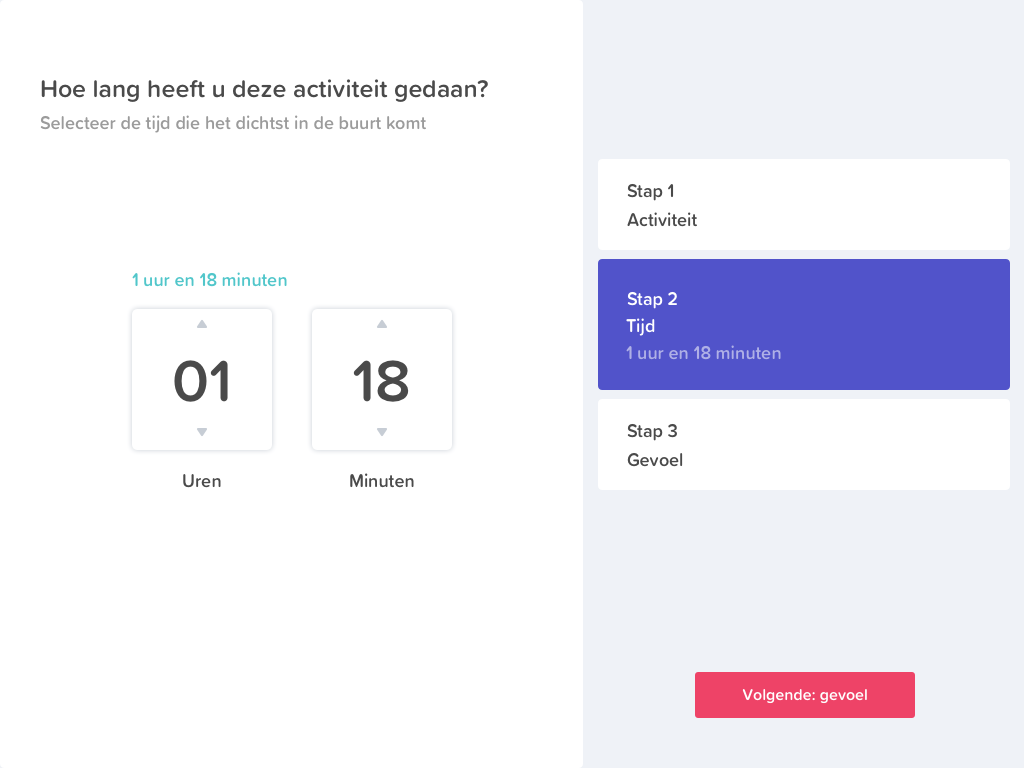 Hoe lang heeft u deze activiteit gedaan?
Selecteer de tijd die het dichtst in de buurt komt
1 uur en 18 minuten
01
18
Uren
Minuten
Stap 1
Activiteit
Stap 2
Tijd
1 uur en 18 minuten
Stap 3
Gevoel
Volgende: gevoel